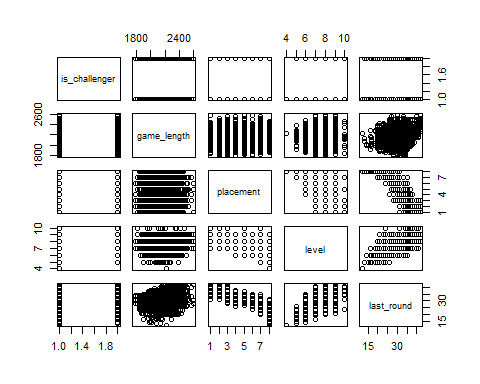 1800 2400 4 6 8 10
is_challenger 1.0 1.6
1800 2600 game_length
placement 1 4 7
4 7 10 level
last_round 15 30
1.0 1.4 1.8 1 3 5 7 15 30